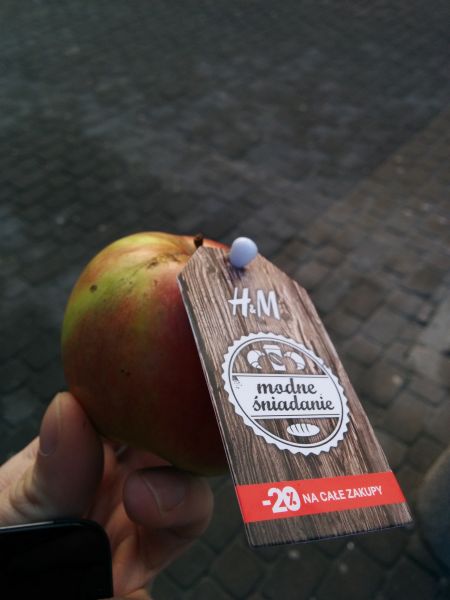 H&M
modne
śniadanie
-20% NA CAŁE ZAKUPY